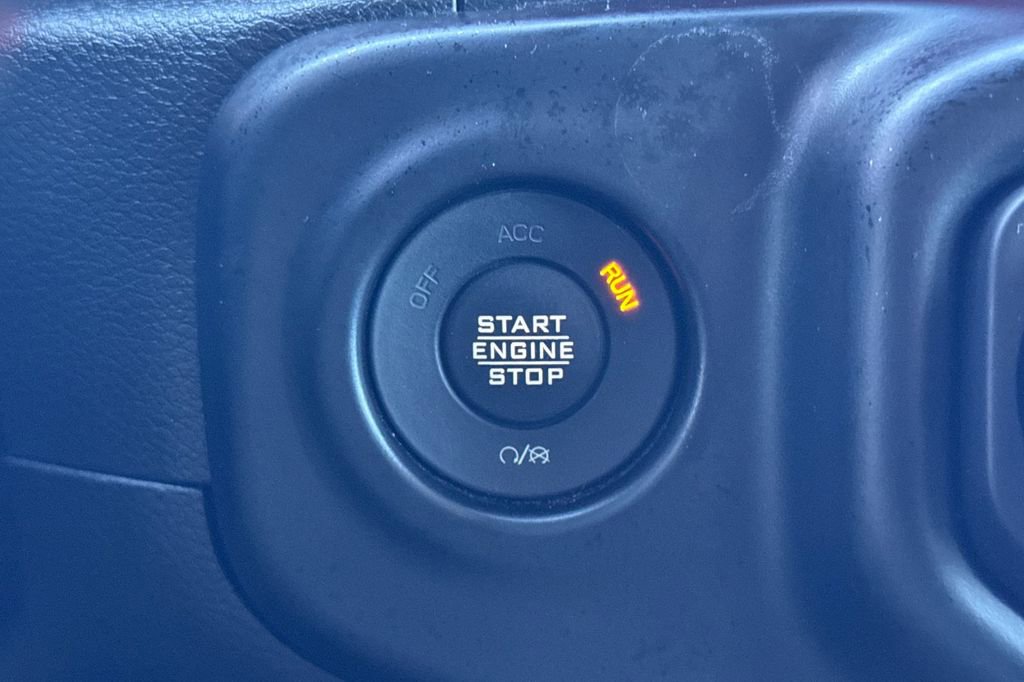 ACC
OFF
RUN
START
ENGINE
STOP